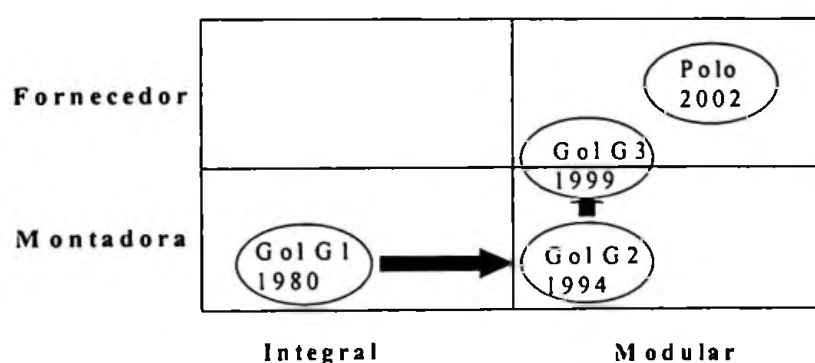 Fornecedor
Polo
2002
Gol G3
1999
Montadora
Gol G1
1980
Gol G2
1994
Integral
Modular